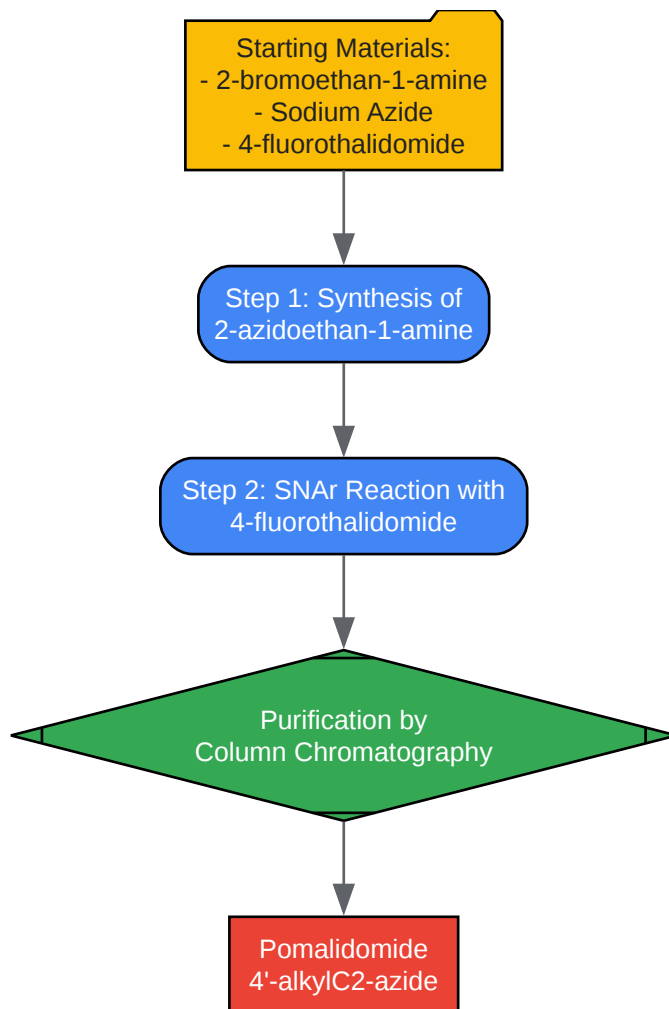 Starting Materials:
- 2-bromoethan-1-amine
- Sodium Azide
- 4-fluorothalidomide
Step 1: Synthesis of
2-azidoethan-1-amine
Step 2: SNAr Reaction with
4-fluorothalidomide
Purification by
Column Chromatography
Pomalidomide
4'-alkylC2-azide